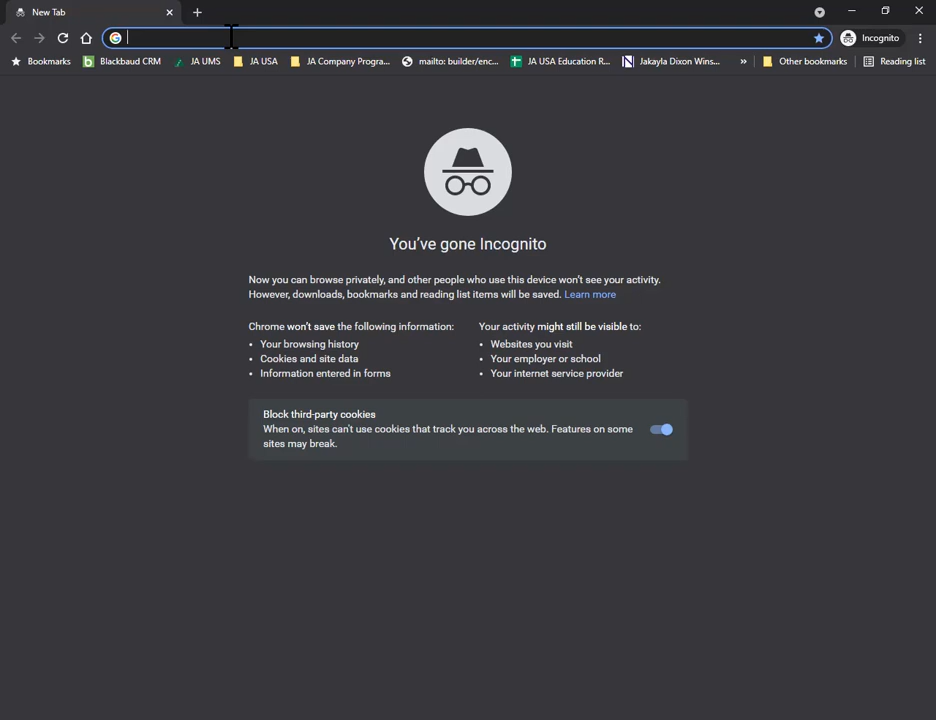 New Tab
Incognito
Bookmarks
Blackbaud CRM
JA UMS
JA USA
JA Company Progra...
mailto: builder/enc...
JA USA Education R...
Jakayla Dixon Wins...
»
Other bookmarks
Reading list
You've gone Incognito
Now you can browse privately, and other people who use this device won't see your activity.
However, downloads, bookmarks and reading list items will be saved. Learn more
Chrome won't save the following information:
• Your browsing history
• Cookies and site data
• Information entered in forms
Your activity might still be visible to:
• Websites you visit
• Your employer or school
• Your internet service provider
Block third-party cookies
When on, sites can't use cookies that track you across the web. Features on some
sites may break.